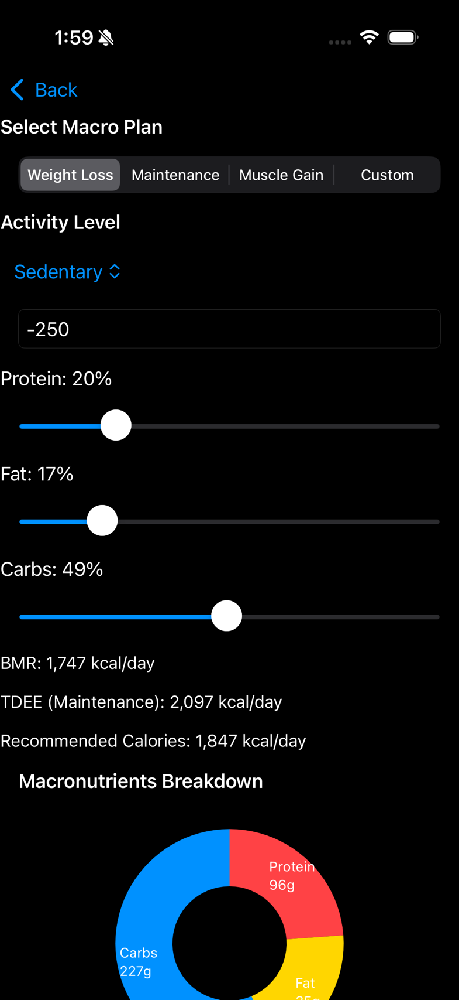 1:59
Back
Select Macro Plan
Weight Loss
Maintenance
Muscle Gain
Custom
Activity Level
Sedentary
-250
Protein: 20%
Fat: 17%
Carbs: 49%
BMR: 1,747 kcal/day
TDEE (Maintenance): 2,097 kcal/day
Recommended Calories: 1,847 kcal/day
Macronutrients Breakdown
Protein
96g
Carbs
227g
Fat